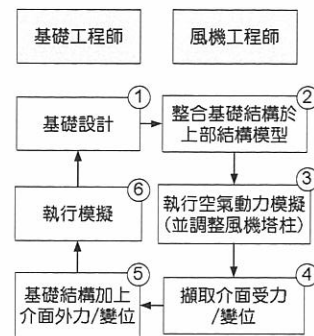 基礎工程師
風機工程師
①
基礎設計
②
整合基礎結構於
上部結構模型
③
執行空氣動力模擬
(並調整風機塔柱)
④
擷取介面受力
/變位
⑤
基礎結構加上
介面外力/變位
⑥
執行模擬